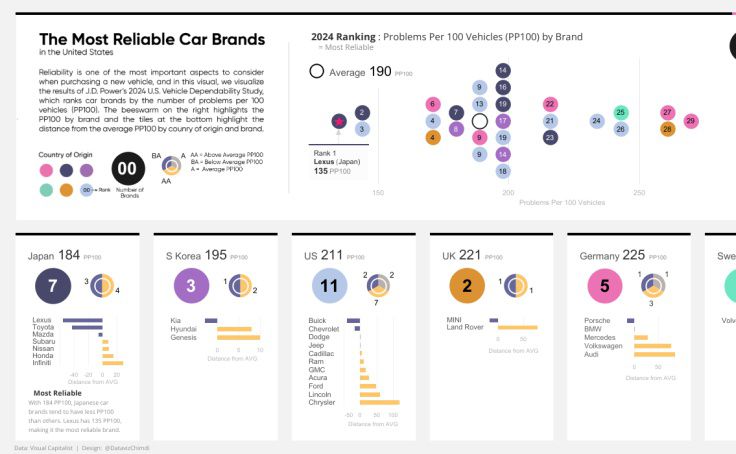 The Most Reliable Car Brands
in the United States
Reliability is one of the most important aspects to consider
when purchasing a new vehicle, and in this visual, we visualize
the results of J.D. Power's 2024 U.S. Vehicle Dependability Study,
which ranks car brands by the number of problems per 100
vehicles (PP100). The beeswarm on the right highlights the
PP100 by brand and the tiles at the bottom highlight the
distance from the average PP100 by counry of origin and brand.
Country of Origin
00 Rank
00
Number of
Brands
BA
A
AA
AA = Above Average PP100
BA = Below Average PP100
A = Average PP100
2024 Ranking : Problems Per 100 Vehicles (PP100) by Brand
= Most Reliable
Average 190 PP100
14
9
16
2
6
13
19
22
25
27
3
4
7
17
21
24
29
4
8
9
19
23
26
28
9
14
18
Rank 1
Lexus (Japan)
135 PP100
150
200
250
Problems Per 100 Vehicles
Japan 184 PP100
7
3
4
Lexus
Toyota
Mazda
Subaru
Nissan
Honda
Infiniti
-40 -20 0 20
Distance from AVG
Most Reliable
With 184 PP100, Japanese car
brands tend to have less PP100
than others. Lexus has 135 PP100,
making it the most reliable brand.
S Korea 195 PP100
3
1
2
Kia
Hyundai
Genesis
0 5 10
Distance from AVG
US 211 PP100
11
2
2
7
Buick
Chevrolet
Dodge
Jeep
Cadillac
Ram
GMC
Acura
Ford
Lincoln
Chrysler
-50 0 50 100
Distance from AVG
UK 221 PP100
2
1
1
MINI
Land Rover
0 50
Distance from AVG
Germany 225 PP100
5
1
1
3
Porsche
BMW
Mercedes
Volkswagen
Audi
0 50
Distance from AVG
Swe
Volv
Data: Visual Capitalist | Design: @DatavizChimdi